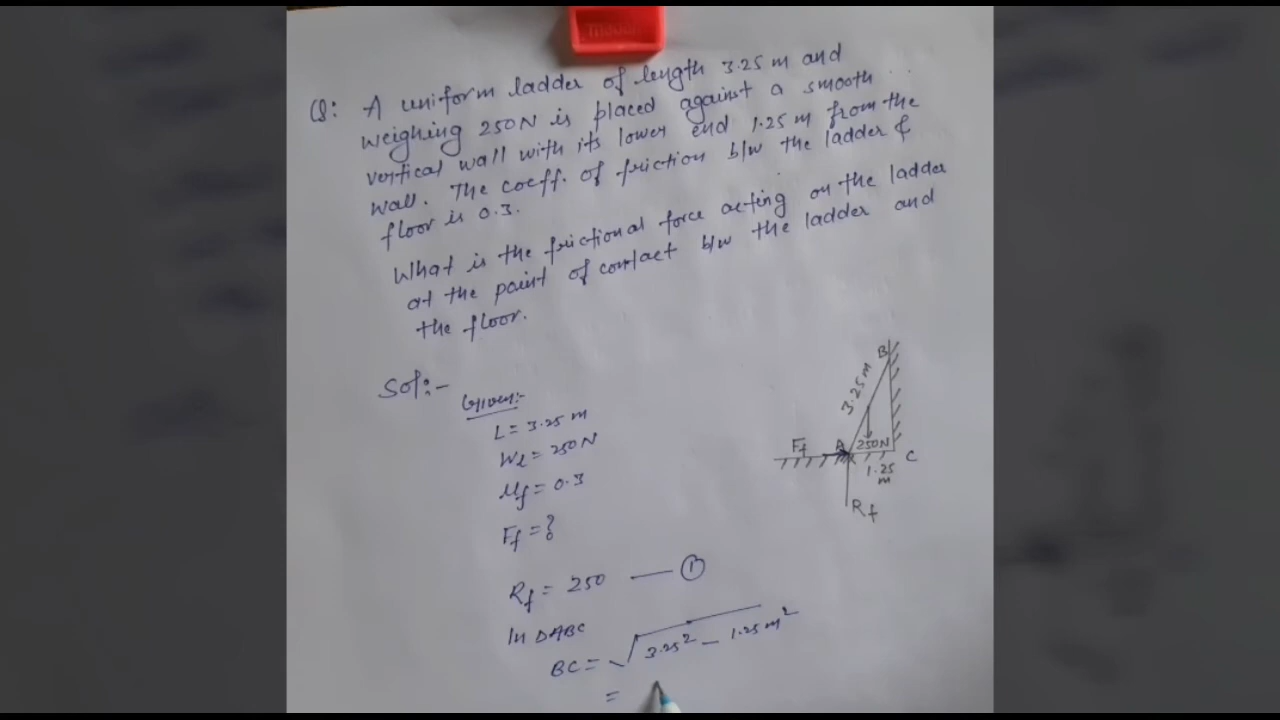 Q: A uniform ladder of length 3.25 m and
weighing 250N is placed against a smooth
vertical wall with its lower end 1.25 m from the
wall. The coeff. of friction b/w the ladder &
floor is 0.3.
What is the frictional force acting on the ladder
at the point of contact b/w the ladder and
the floor.
Sol:-
Given:-
L = 3.25 m
Wl = 250N
μf = 0.3
Ff = ?
Rf = 250 — ①
In ΔABC
BC = √3.25² - 1.25 m²
=
B
3.25 m
Ff
A
250N
C
1.25
m
Rf